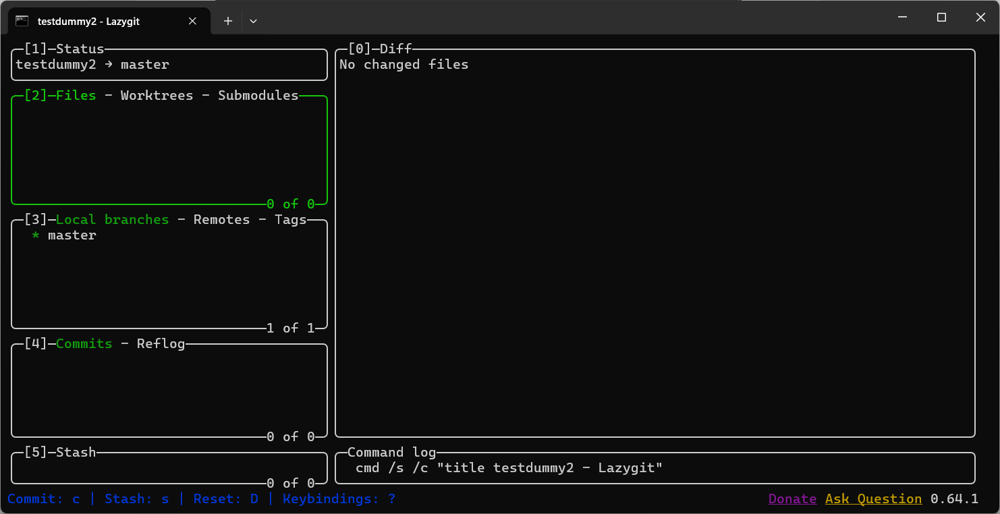 testdummy2 - Lazygit
[1]─Status
testdummy2 → master
[2]─Files - Worktrees - Submodules
0 of 0
[3]─Local branches - Remotes - Tags
* master
1 of 1
[4]─Commits - Reflog
0 of 0
[5]─Stash
0 of 0
[0]─Diff
No changed files
Command log
cmd /s /c "title testdummy2 - Lazygit"
Commit: c | Stash: s | Reset: D | Keybindings: ?
Donate Ask Question 0.64.1